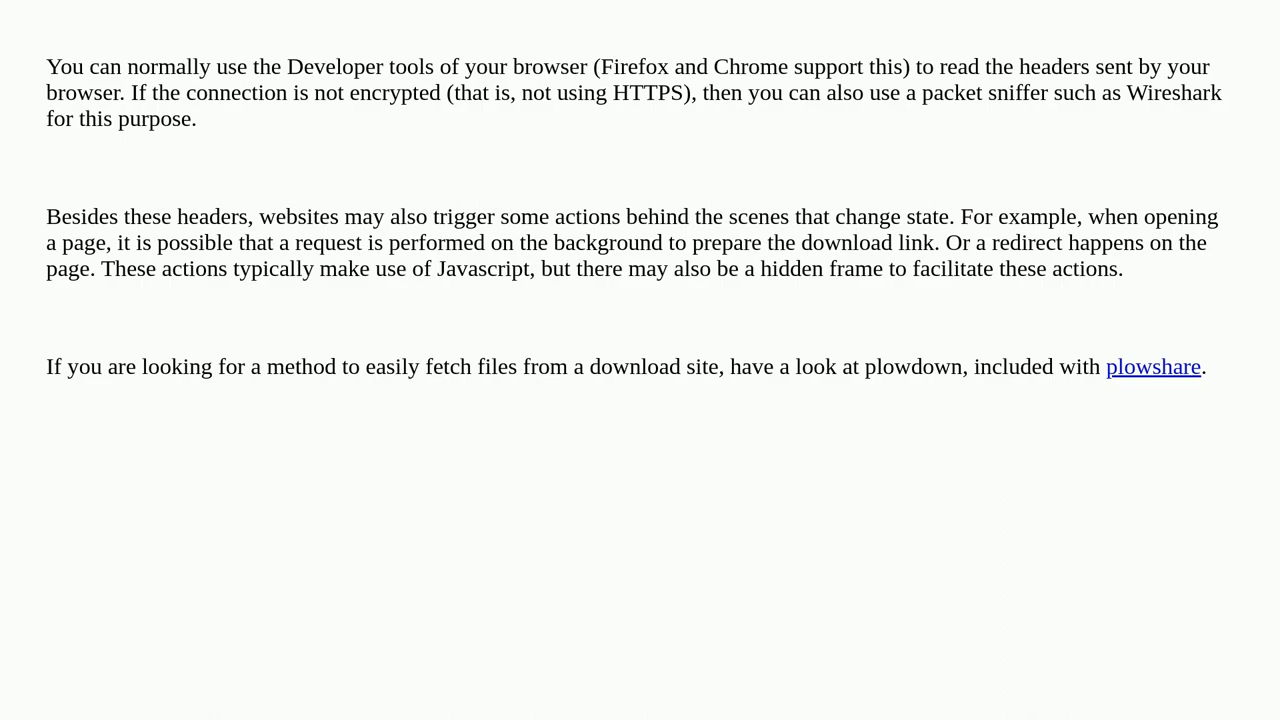 You can normally use the Developer tools of your browser (Firefox and Chrome support this) to read the headers sent by your
browser. If the connection is not encrypted (that is, not using HTTPS), then you can also use a packet sniffer such as Wireshark
for this purpose.
Besides these headers, websites may also trigger some actions behind the scenes that change state. For example, when opening
a page, it is possible that a request is performed on the background to prepare the download link. Or a redirect happens on the
page. These actions typically make use of Javascript, but there may also be a hidden frame to facilitate these actions.
If you are looking for a method to easily fetch files from a download site, have a look at plowdown, included with plowshare.